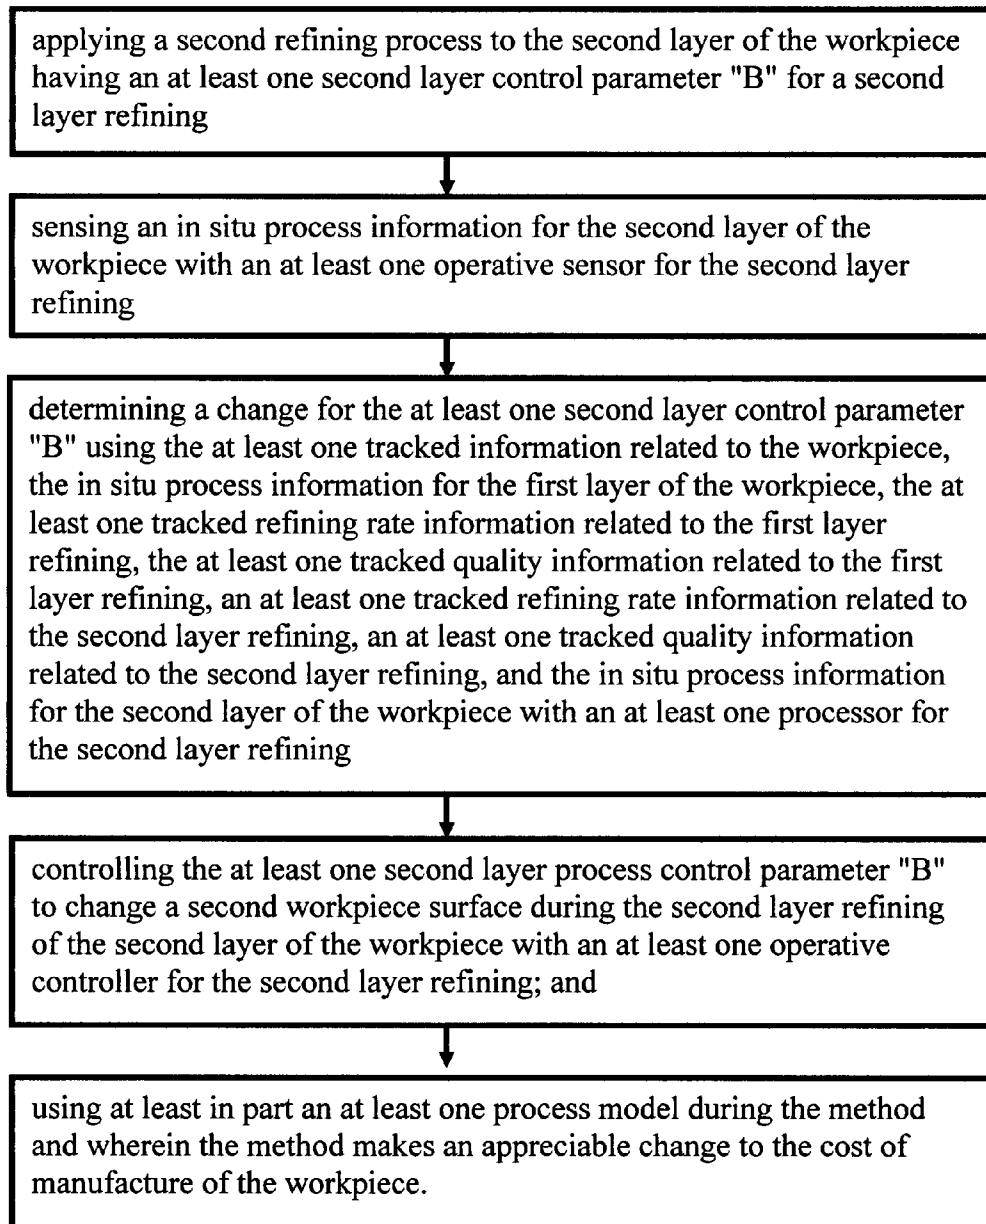 applying a second refining process to the second layer of the workpiece
having an at least one second layer control parameter "B" for a second
layer refining
sensing an in situ process information for the second layer of the
workpiece with an at least one operative sensor for the second layer
refining
determining a change for the at least one second layer control parameter
"B" using the at least one tracked information related to the workpiece,
the in situ process information for the first layer of the workpiece, the at
least one tracked refining rate information related to the first layer
refining, the at least one tracked quality information related to the first
layer refining, an at least one tracked refining rate information related to
the second layer refining, an at least one tracked quality information
related to the second layer refining, and the in situ process information
for the second layer of the workpiece with an at least one processor for
the second layer refining
controlling the at least one second layer process control parameter "B"
to change a second workpiece surface during the second layer refining
of the second layer of the workpiece with an at least one operative
controller for the second layer refining; and
using at least in part an at least one process model during the method
and wherein the method makes an appreciable change to the cost of
manufacture of the workpiece.